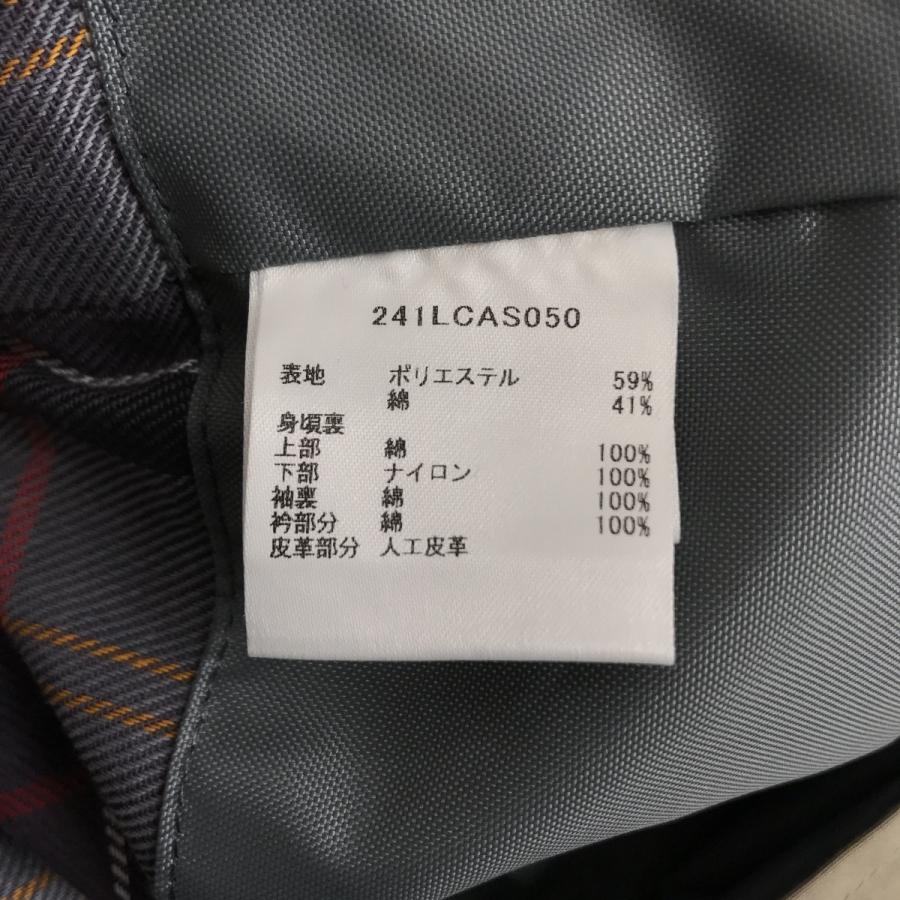 241LCAS050
表地 ポリエステル 59%
綿 41%
身頃裏
上部 綿 100%
下部 ナイロン 100%
袖裏 綿 100%
衿部分 綿 100%
皮革部分 人工皮革